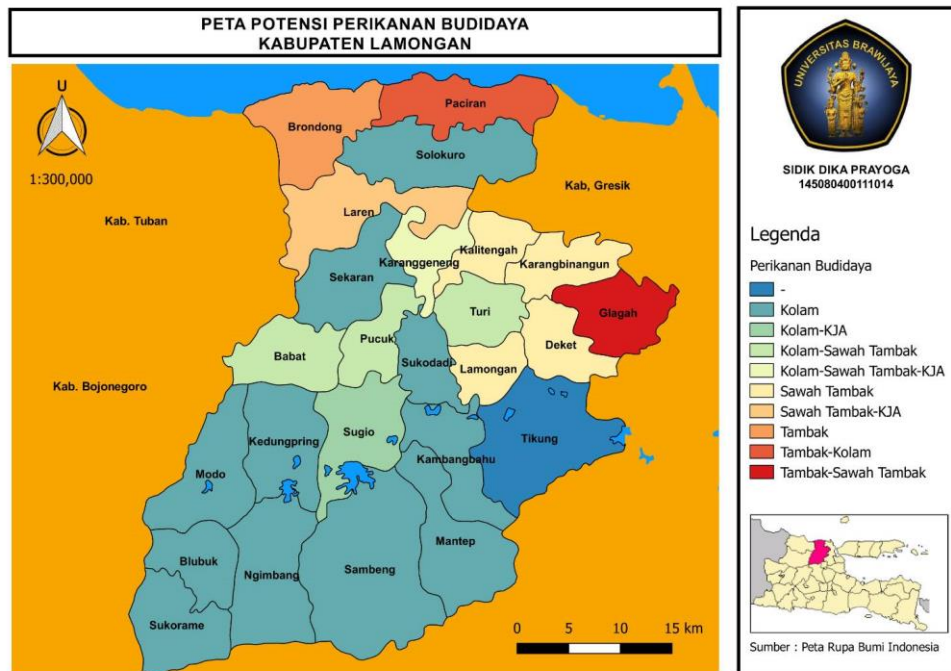 PETA POTENSI PERIKANAN BUDIDAYA
KABUPATEN LAMONGAN
U
1:300,000
Kab. Tuban
Kab, Gresik
Kab. Bojonegoro
Brondong
Paciran
Solokuro
Laren
Sekaran
Karanggeneng
Kalitengah
Karangbinangun
Glagah
Babat
Pucuk
Sukodadi
Turi
Lamongan
Deket
Modo
Kedungpring
Sugio
Kambangbahu
Tikung
Blubuk
Ngimbang
Sambeng
Mantep
Sukorame
0 5 10 15 km
UNIVERSITAS BRAWIJAYA
SIDIK DIKA PRAYOGA
145080400111014
Legenda
Perikanan Budidaya
-
Kolam
Kolam-KJA
Kolam-Sawah Tambak
Kolam-Sawah Tambak-KJA
Sawah Tambak
Sawah Tambak-KJA
Tambak
Tambak-Kolam
Tambak-Sawah Tambak
Sumber : Peta Rupa Bumi Indonesia